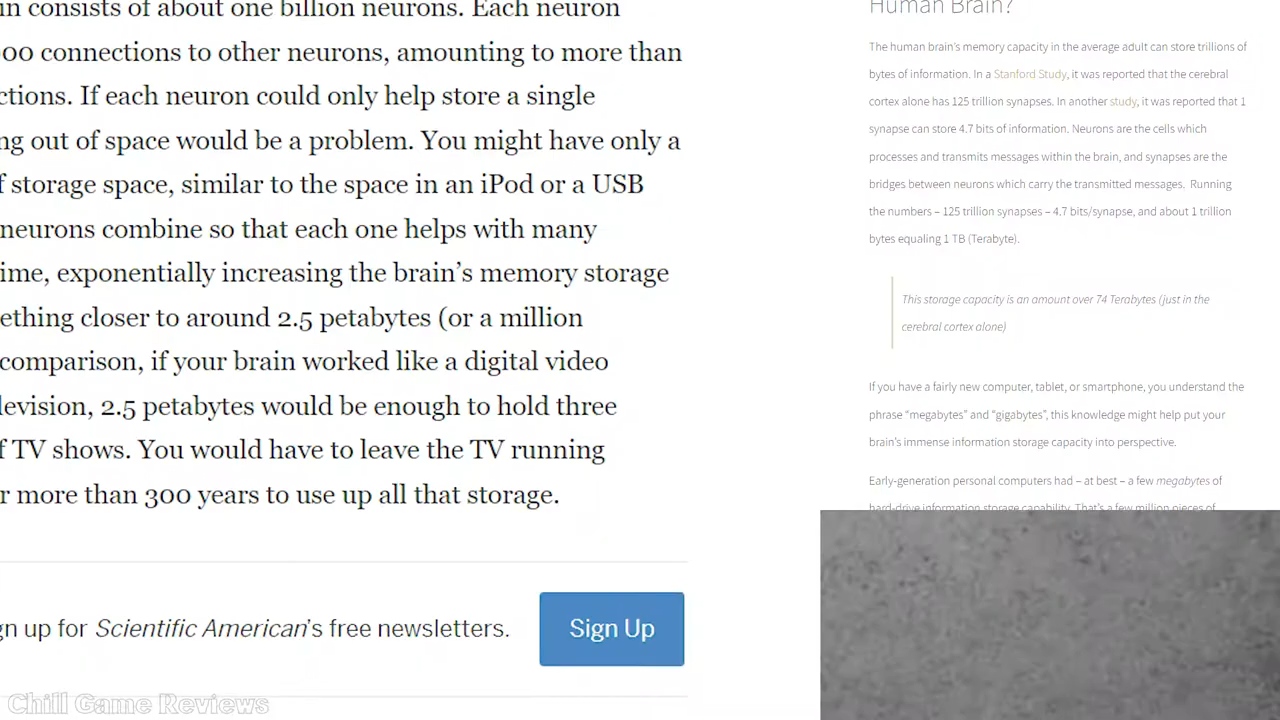 in consists of about one billion neurons. Each neuron
00 connections to other neurons, amounting to more than
ctions. If each neuron could only help store a single
ng out of space would be a problem. You might have only a
f storage space, similar to the space in an iPod or a USB
neurons combine so that each one helps with many
ime, exponentially increasing the brain's memory storage
ething closer to around 2.5 petabytes (or a million
comparison, if your brain worked like a digital video
levision, 2.5 petabytes would be enough to hold three
f TV shows. You would have to leave the TV running
r more than 300 years to use up all that storage.
gn up for Scientific American's free newsletters.
Sign Up
Chill Game Reviews
Human Brain?
The human brain's memory capacity in the average adult can store trillions of
bytes of information. In a Stanford Study, it was reported that the cerebral
cortex alone has 125 trillion synapses. In another study, it was reported that 1
synapse can store 4.7 bits of information. Neurons are the cells which
processes and transmits messages within the brain, and synapses are the
bridges between neurons which carry the transmitted messages. Running
the numbers – 125 trillion synapses – 4.7 bits/synapse, and about 1 trillion
bytes equaling 1 TB (Terabyte).
This storage capacity is an amount over 74 Terabytes (just in the
cerebral cortex alone)
If you have a fairly new computer, tablet, or smartphone, you understand the
phrase “megabytes” and “gigabytes”, this knowledge might help put your
brain's immense information storage capacity into perspective.
Early-generation personal computers had – at best – a few megabytes of
hard-drive information storage capability. That's a few million pieces of